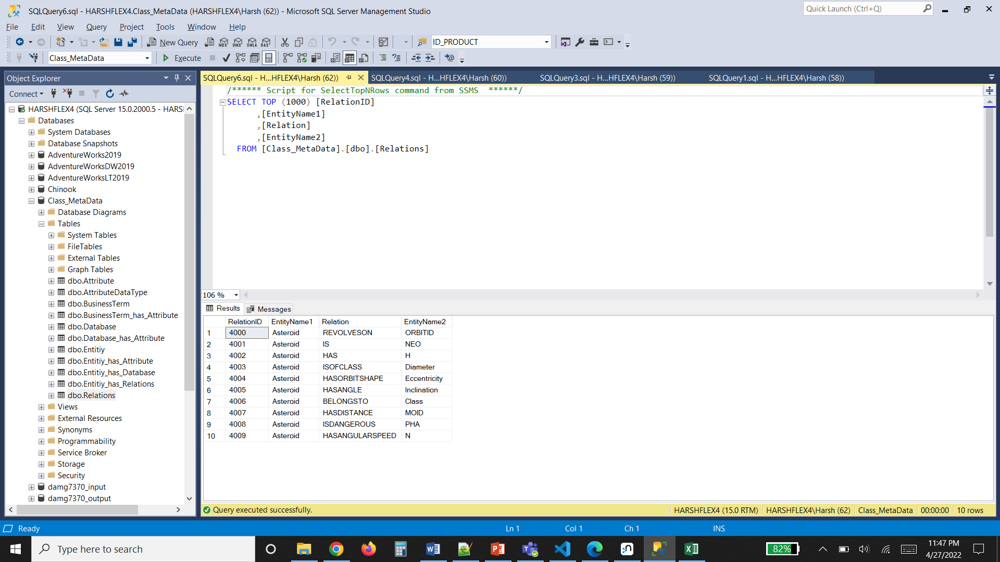 SQLQuery6.sql - HARSHFLEX4.Class_MetaData (HARSHFLEX4\Harsh (62)) - Microsoft SQL Server Management Studio
Quick Launch (Ctrl+Q)
File Edit View Query Project Tools Window Help
New Query MDX DMX XMLA DAX ID_PRODUCT
Class_MetaData Execute
Object Explorer
Connect
HARSHFLEX4 (SQL Server 15.0.2000.5 - HARSI
Databases
System Databases
Database Snapshots
AdventureWorks2019
AdventureWorksDW2019
AdventureWorksLT2019
Chinook
Class_MetaData
Database Diagrams
Tables
System Tables
FileTables
External Tables
Graph Tables
dbo.Attribute
dbo.AttributeDataType
dbo.BusinessTerm
dbo.BusinessTerm_has_Attribute
dbo.Database
dbo.Database_has_Attribute
dbo.Entitiy
dbo.Entitiy_has_Attribute
dbo.Entitiy_has_Database
dbo.Entitiy_has_Relations
dbo.Relations
Views
External Resources
Synonyms
Programmability
Service Broker
Storage
Security
damg7370_input
damg7370_output
SQLQuery6.sql - H...HFLEX4\Harsh (62)) SQLQuery4.sql - H...HFLEX4\Harsh (60)) SQLQuery3.sql - H...HFLEX4\Harsh (59)) SQLQuery1.sql - H...HFLEX4\Harsh (58))
/****** Script for SelectTopNRows command from SSMS ******/
SELECT TOP (1000) [RelationID]
,[EntityName1]
,[Relation]
,[EntityName2]
FROM [Class_MetaData].[dbo].[Relations]
106 %
Results Messages
RelationID EntityName1 Relation EntityName2
1 4000 Asteroid REVOLVESON ORBITID
2 4001 Asteroid IS NEO
3 4002 Asteroid HAS H
4 4003 Asteroid ISOFCLASS Diameter
5 4004 Asteroid HASORBITSHAPE Eccentricity
6 4005 Asteroid HASANGLE Inclination
7 4006 Asteroid BELONGSTO Class
8 4007 Asteroid HASDISTANCE MOID
9 4008 Asteroid ISDANGEROUS PHA
10 4009 Asteroid HASANGULARSPEED N
Query executed successfully. HARSHFLEX4 (15.0 RTM) HARSHFLEX4\Harsh (62) Class_MetaData 00:00:00 10 rows
Ready Ln 1 Col 1 Ch 1 INS
Type here to search
82%
11:47 PM
4/27/2022